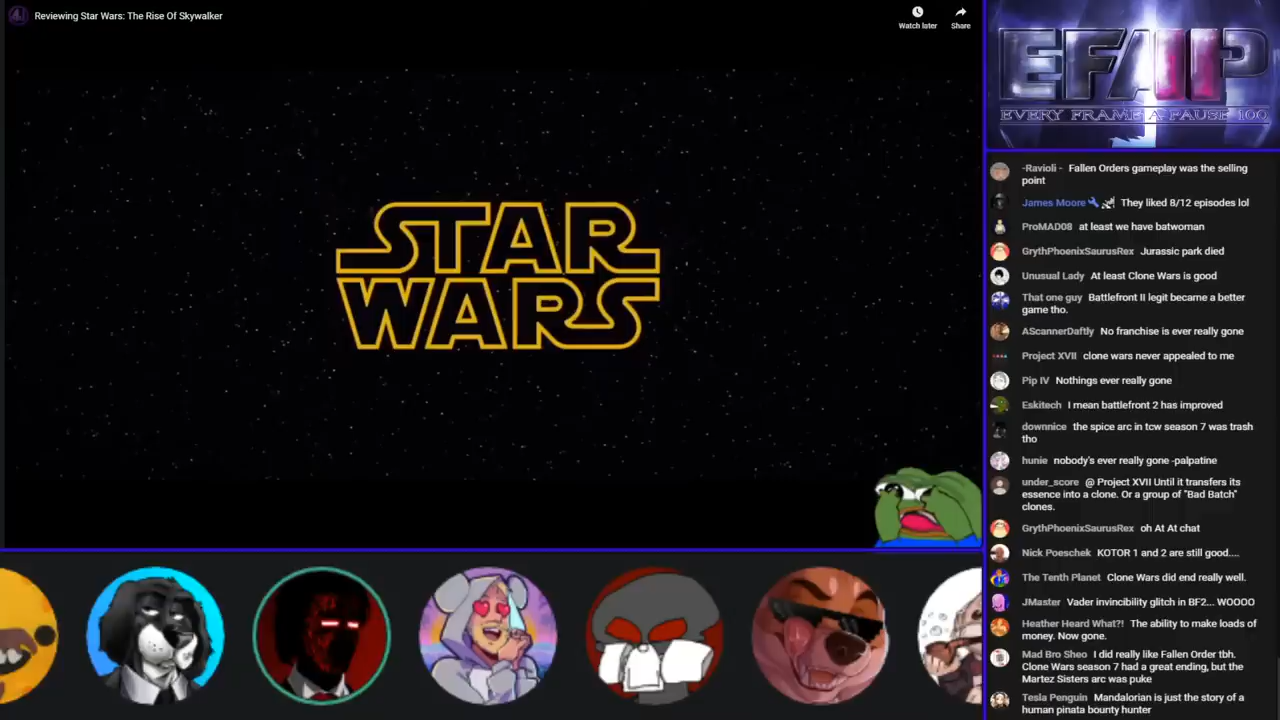 Reviewing Star Wars: The Rise Of Skywalker
Watch later
Share
STAR
WARS
EFAP
EVERY FRAME A PAUSE 100
-Ravioli - Fallen Orders gameplay was the selling
point
James Moore They liked 8/12 episodes lol
ProMAD08 at least we have batwoman
GrythPhoenixSaurusRex Jurassic park died
Unusual Lady At least Clone Wars is good
That one guy Battlefront II legit became a better
game tho.
AScannerDaftly No franchise is ever really gone
Project XVII clone wars never appealed to me
Pip IV Nothings ever really gone
Eskitech I mean battlefront 2 has improved
downnice the spice arc in tcw season 7 was trash
tho
hunie nobody's ever really gone -palpatine
under_score @ Project XVII Until it transfers its
essence into a clone. Or a group of "Bad Batch"
clones.
GrythPhoenixSaurusRex oh At At chat
Nick Poeschek KOTOR 1 and 2 are still good....
The Tenth Planet Clone Wars did end really well.
JMaster Vader invincibility glitch in BF2... WOOOO
Heather Heard What?! The ability to make loads of
money. Now gone.
Mad Bro Sheo I did really like Fallen Order tbh.
Clone Wars season 7 had a great ending, but the
Martez Sisters arc was puke
Tesla Penguin Mandalorian is just the story of a
human pinata bounty hunter